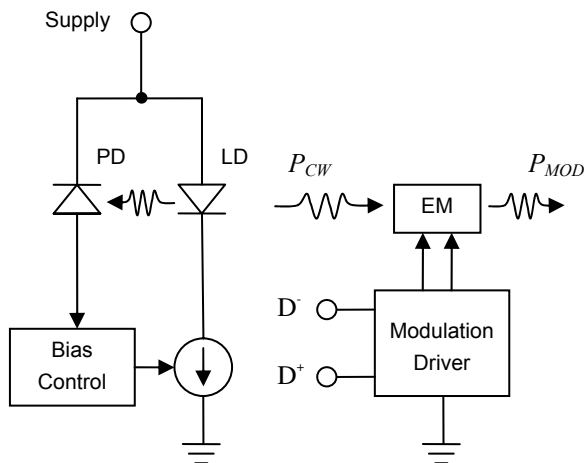 Supply
PD
LD
P_CW
P_MOD
EM
D⁻
D⁺
Modulation
Driver
Bias
Control